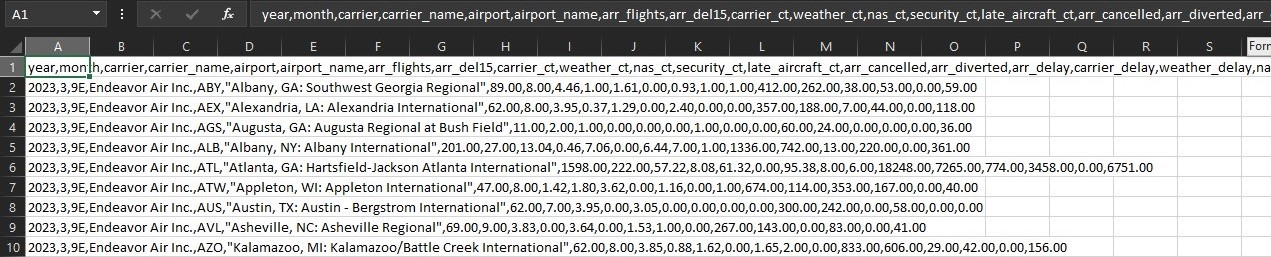 A1 fx year,month,carrier,carrier_name,airport,airport_name,arr_flights,arr_del15,carrier_ct,weather_ct,nas_ct,security_ct,late_aircraft_ct,arr_cancelled,arr_diverted,arr_
A B C D E F G H I J K L M N O P Q R S Form
1 year,month,carrier,carrier_name,airport,airport_name,arr_flights,arr_del15,carrier_ct,weather_ct,nas_ct,security_ct,late_aircraft_ct,arr_cancelled,arr_diverted,arr_delay,carrier_delay,weather_delay,na
2 2023,3,9E,Endeavor Air Inc.,ABY,"Albany, GA: Southwest Georgia Regional",89.00,8.00,4.46,1.00,1.61,0.00,0.93,1.00,1.00,412.00,262.00,38.00,53.00,0.00,59.00
3 2023,3,9E,Endeavor Air Inc.,AEX,"Alexandria, LA: Alexandria International",62.00,8.00,3.95,0.37,1.29,0.00,2.40,0.00,0.00,357.00,188.00,7.00,44.00,0.00,118.00
4 2023,3,9E,Endeavor Air Inc.,AGS,"Augusta, GA: Augusta Regional at Bush Field",11.00,2.00,1.00,0.00,0.00,0.00,1.00,0.00,0.00,60.00,24.00,0.00,0.00,0.00,36.00
5 2023,3,9E,Endeavor Air Inc.,ALB,"Albany, NY: Albany International",201.00,27.00,13.04,0.46,7.06,0.00,6.44,7.00,1.00,1336.00,742.00,13.00,220.00,0.00,361.00
6 2023,3,9E,Endeavor Air Inc.,ATL,"Atlanta, GA: Hartsfield-Jackson Atlanta International",1598.00,222.00,57.22,8.08,61.32,0.00,95.38,8.00,6.00,18248.00,7265.00,774.00,3458.00,0.00,6751.00
7 2023,3,9E,Endeavor Air Inc.,ATW,"Appleton, WI: Appleton International",47.00,8.00,1.42,1.80,3.62,0.00,1.16,0.00,1.00,674.00,114.00,353.00,167.00,0.00,40.00
8 2023,3,9E,Endeavor Air Inc.,AUS,"Austin, TX: Austin - Bergstrom International",62.00,7.00,3.95,0.00,3.05,0.00,0.00,0.00,0.00,300.00,242.00,0.00,58.00,0.00,0.00
9 2023,3,9E,Endeavor Air Inc.,AVL,"Asheville, NC: Asheville Regional",69.00,9.00,3.83,0.00,3.64,0.00,1.53,1.00,0.00,267.00,143.00,0.00,83.00,0.00,41.00
10 2023,3,9E,Endeavor Air Inc.,AZO,"Kalamazoo, MI: Kalamazoo/Battle Creek International",62.00,8.00,3.85,0.88,1.62,0.00,1.65,2.00,0.00,833.00,606.00,29.00,42.00,0.00,156.00